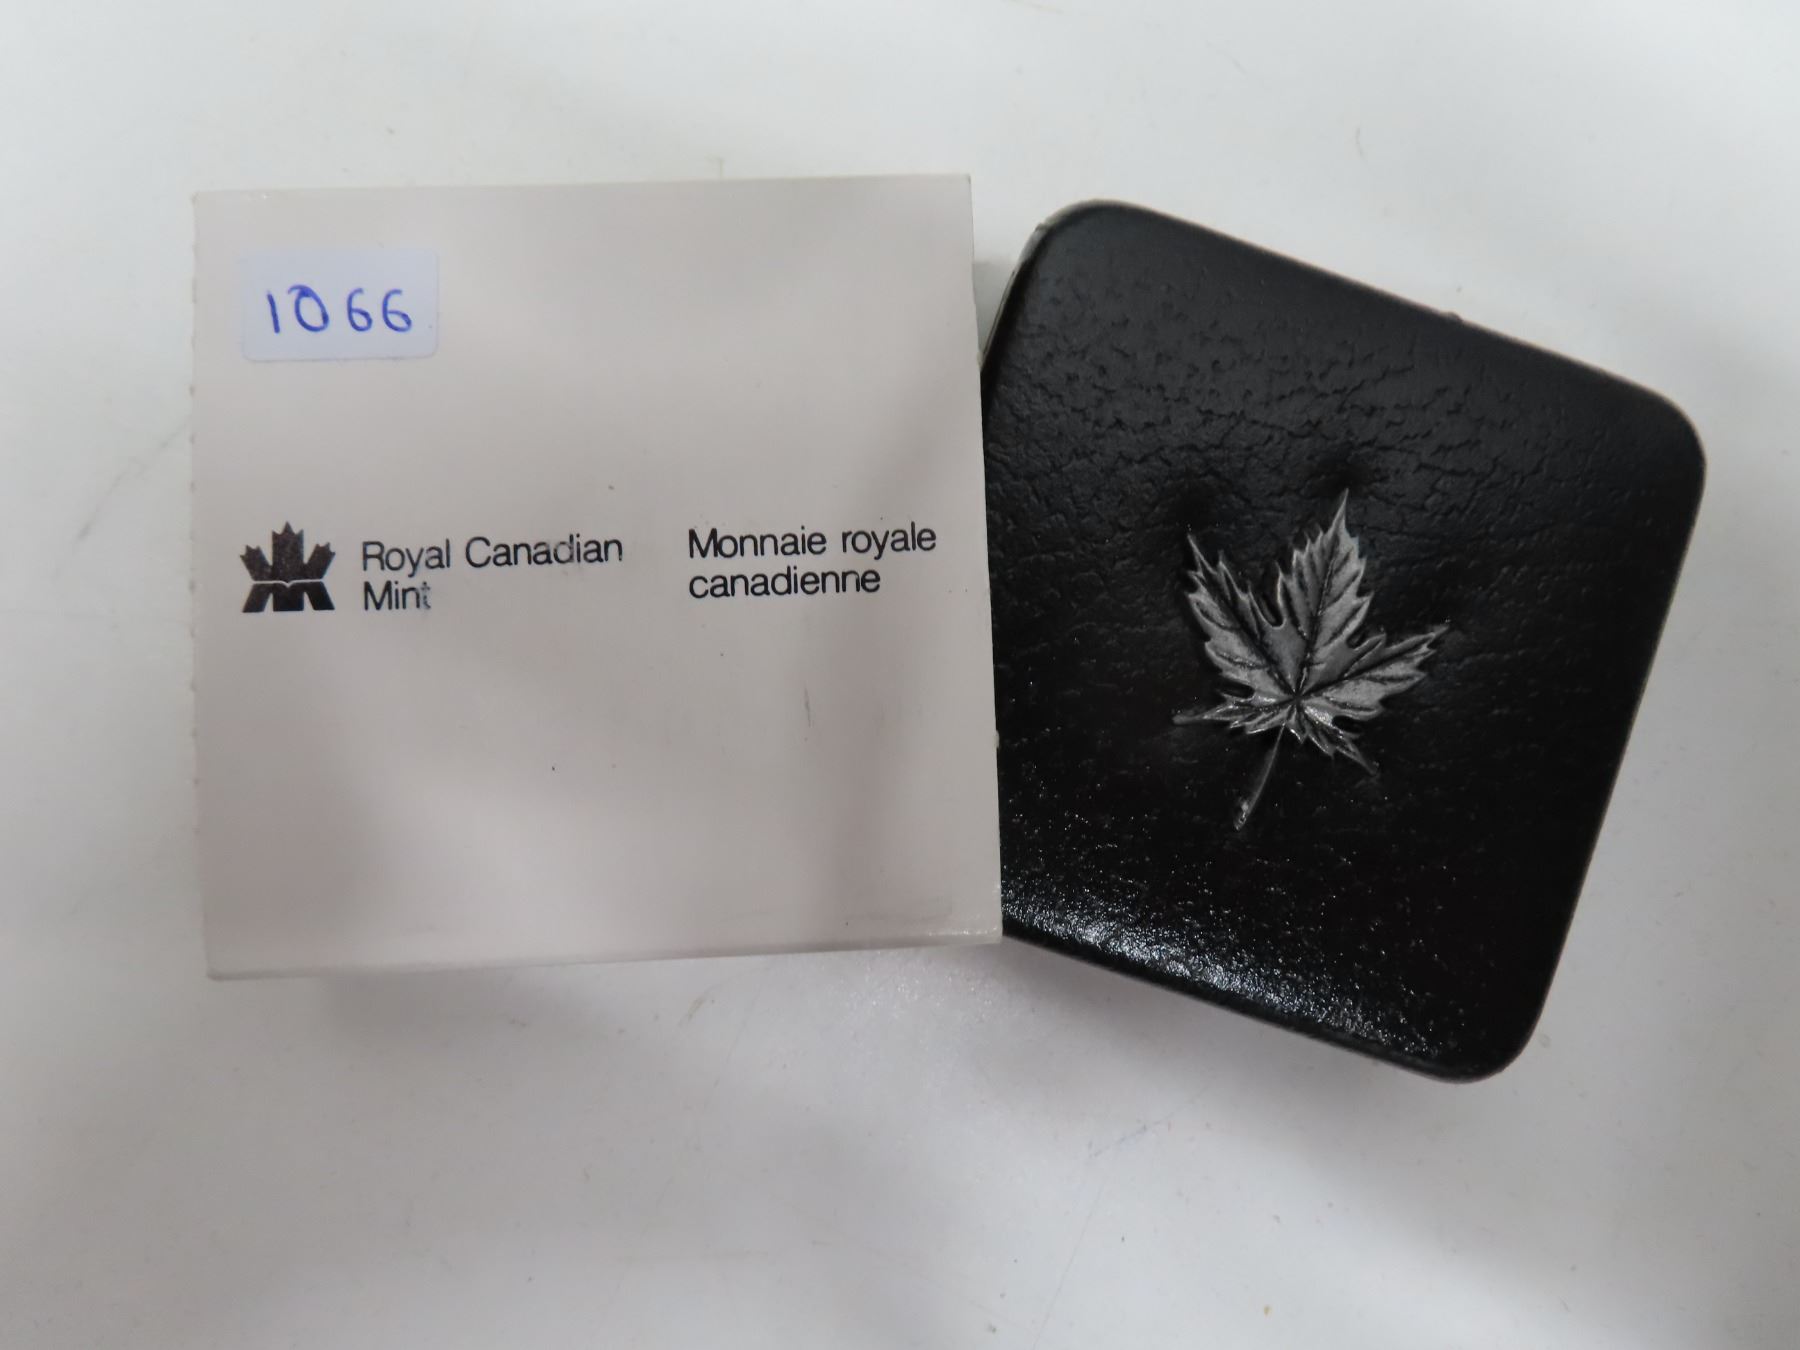 1066
Royal Canadian
Mint
Monnaie royale
canadienne